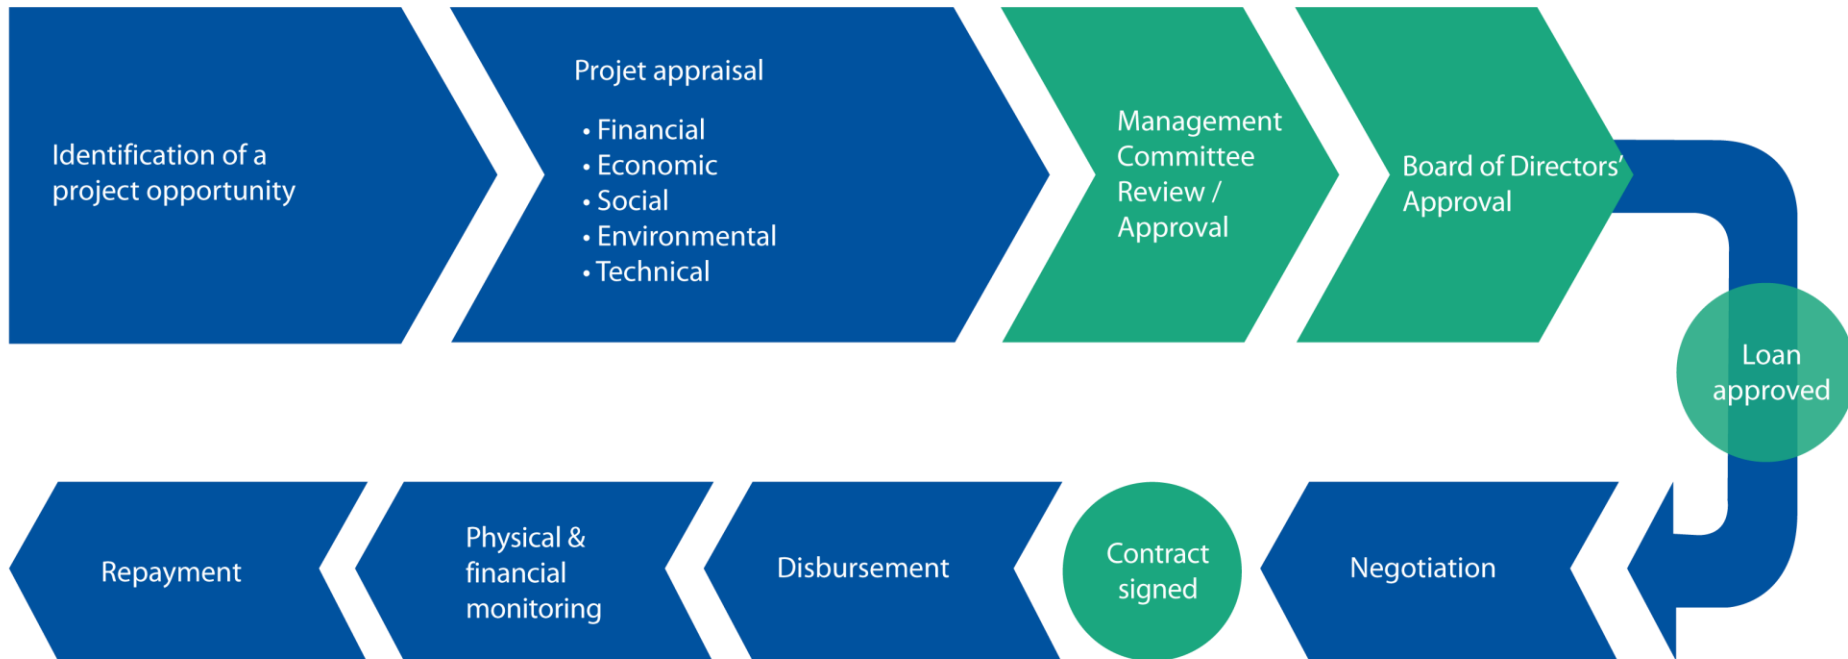 Identification of a
project opportunity
Projet appraisal
• Financial
• Economic
• Social
• Environmental
• Technical
Management
Committee
Review /
Approval
Board of Directors’
Approval
Loan
approved
Negotiation
Contract
signed
Disbursement
Physical &
financial
monitoring
Repayment